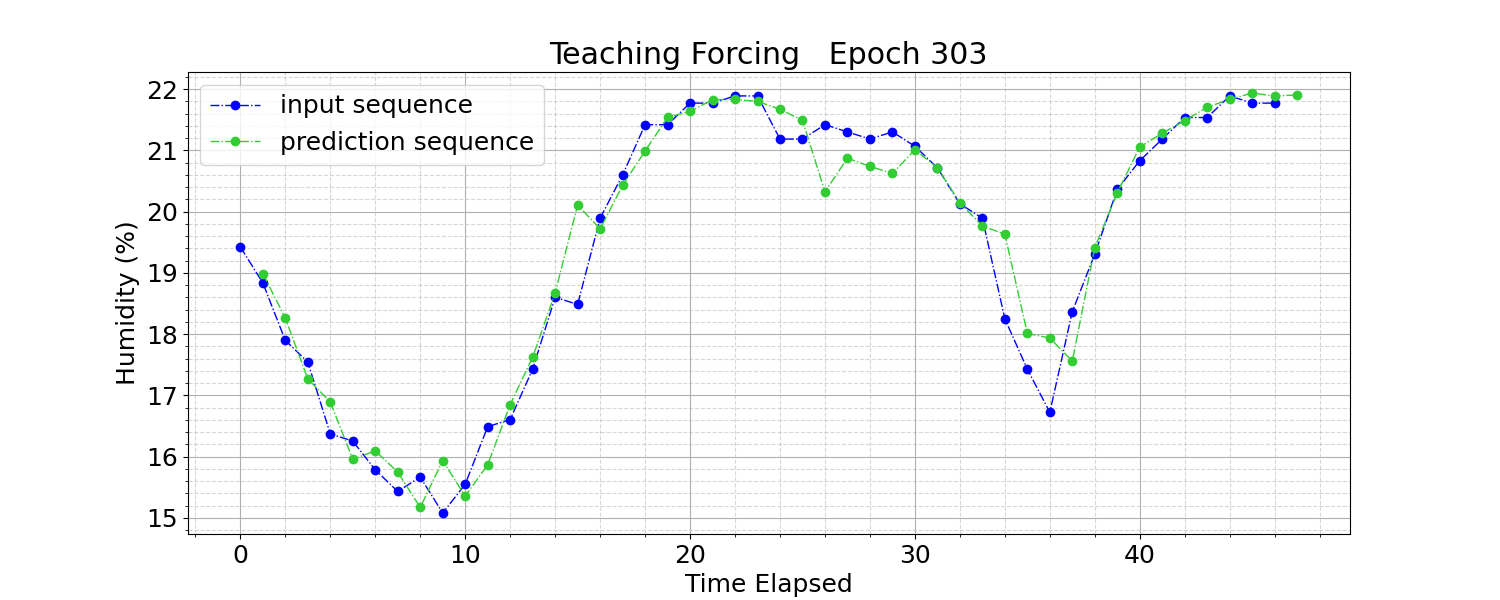 Teaching Forcing   Epoch 303
input sequence
prediction sequence
Humidity (%)
22
21
20
19
18
17
16
15
0 10 20 30 40
Time Elapsed